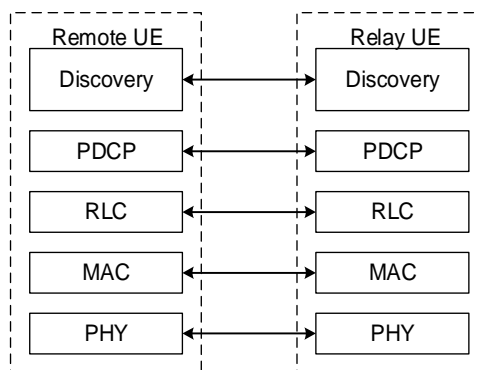 Remote UE
Relay UE
Discovery
Discovery
PDCP
PDCP
RLC
RLC
MAC
MAC
PHY
PHY